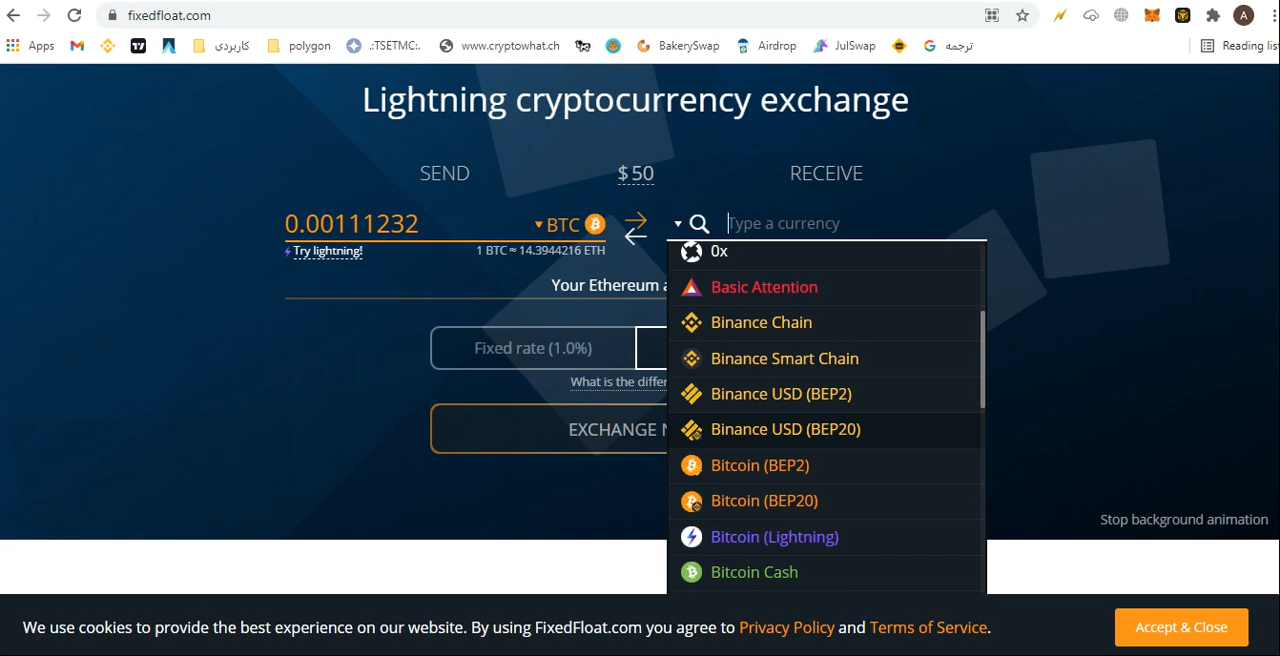 fixedfloat.com
A
Apps
کاربردی
polygon
.:TSETMC:.
www.cryptowhat.ch
BakerySwap
Airdrop
JulSwap
ترجمه
Reading list
Lightning cryptocurrency exchange
SEND
$ 50
RECEIVE
0.00111232
BTC
Type a currency
Try lightning!
1 BTC ≈ 14.3944216 ETH
0x
Your Ethereum a
Basic Attention
Binance Chain
Fixed rate (1.0%)
Binance Smart Chain
What is the differ
Binance USD (BEP2)
EXCHANGE N
Binance USD (BEP20)
Bitcoin (BEP2)
Bitcoin (BEP20)
Stop background animation
Bitcoin (Lightning)
Bitcoin Cash
We use cookies to provide the best experience on our website. By using FixedFloat.com you agree to Privacy Policy and Terms of Service.
Accept & Close